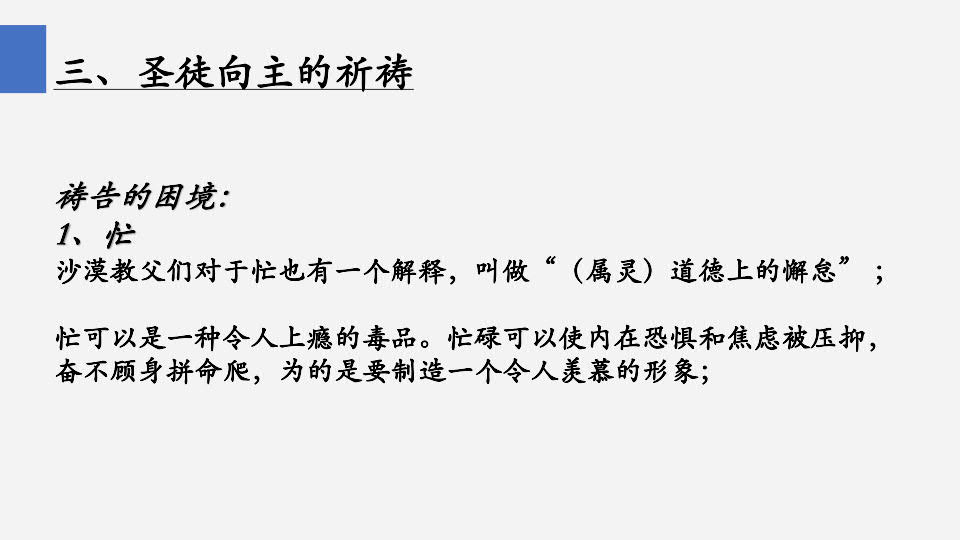 三、圣徒向主的祈祷
祷告的困境：
1、忙
沙漠教父们对于忙也有一个解释，叫做“（属灵）道德上的懈怠”；
忙可以是一种令人上瘾的毒品。忙碌可以使内在恐惧和焦虑被压抑，
奋不顾身拼命爬，为的是要制造一个令人羡慕的形象；